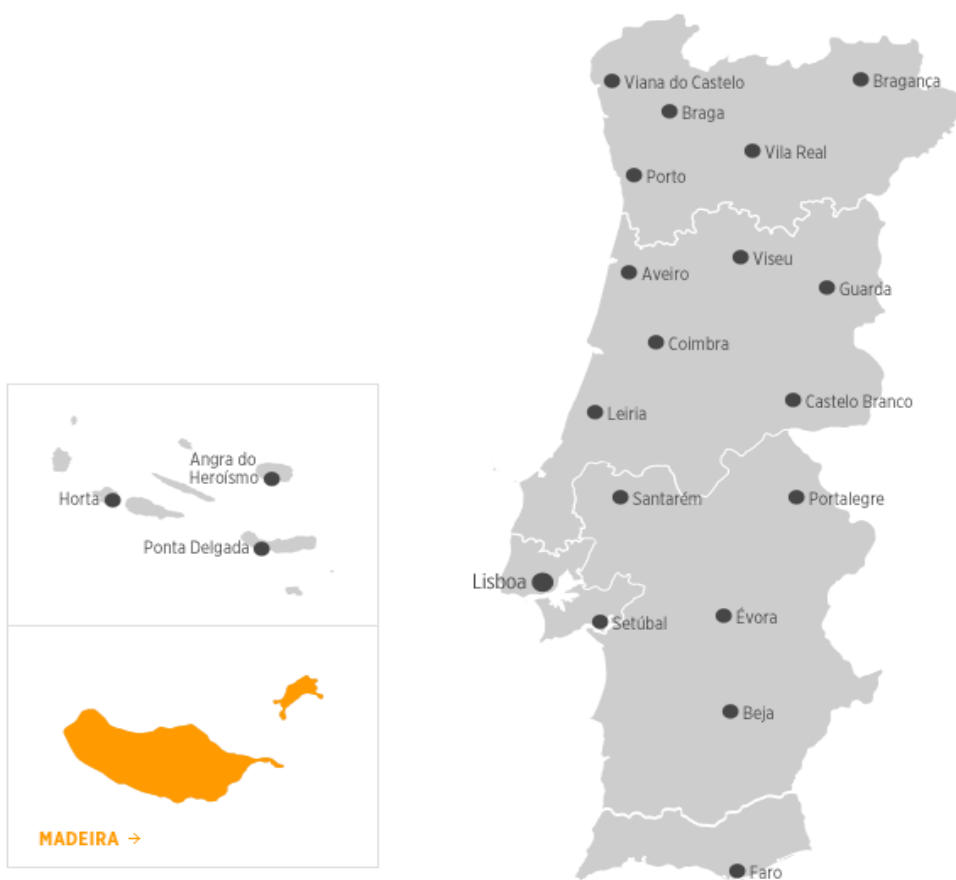 Viana do Castelo
Bragança
Braga
Vila Real
Porto
Viseu
Aveiro
Guarda
Coimbra
Castelo Branco
Leiria
Angra do
Heroísmo
Horta
Santarém
Portalegre
Ponta Delgada
Lisboa
Setúbal
Évora
Beja
MADEIRA →
Faro